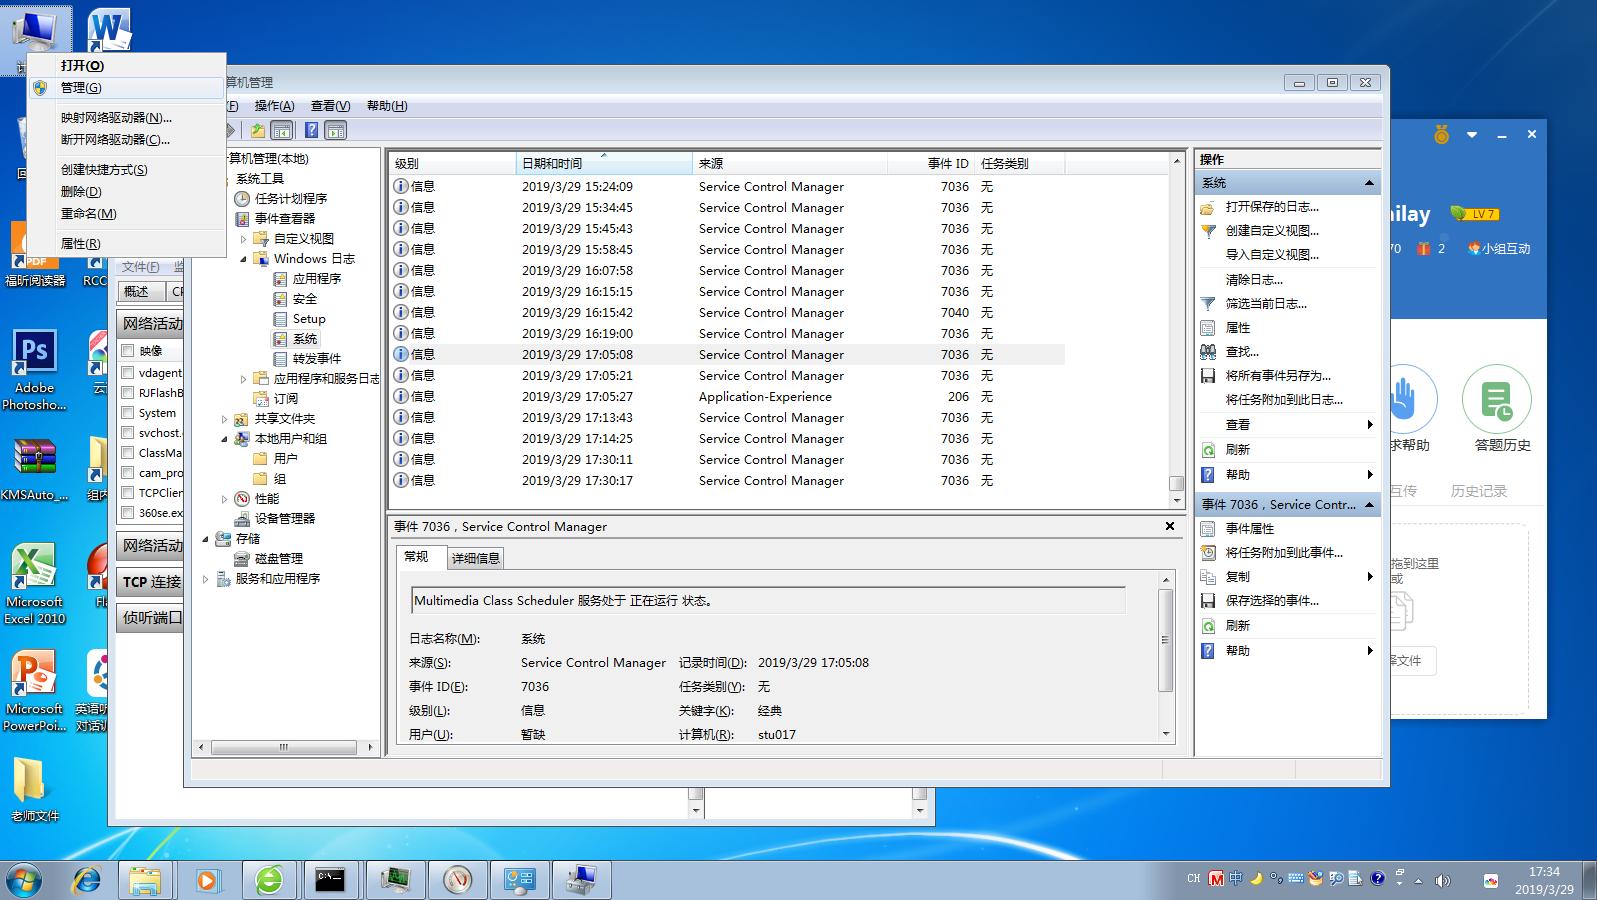 打开(O)
管理(G)
映射网络驱动器(N)...
断开网络驱动器(C)...
创建快捷方式(S)
删除(D)
重命名(M)
属性(R)
福昕阅读器
RCC
Ps
Adobe
Photosho...
KMSAuto_...
Microsoft
Excel 2010
Microsoft
PowerPoi...
老师文件
组内
文件(F)
概述
网络活动
映像
vdagent
RJFlashB
System
svchost.
ClassMa
cam_pro
TCPClien
360se.ex
网络活动
TCP 连接
侦听端口
算机管理
(F) 操作(A) 查看(V) 帮助(H)
算机管理(本地)
系统工具
任务计划程序
事件查看器
自定义视图
Windows 日志
应用程序
安全
Setup
系统
转发事件
应用程序和服务日志
订阅
共享文件夹
本地用户和组
用户
组
性能
设备管理器
存储
磁盘管理
服务和应用程序
级别 日期和时间 来源 事件 ID 任务类别
信息 2019/3/29 15:24:09 Service Control Manager 7036 无
信息 2019/3/29 15:34:45 Service Control Manager 7036 无
信息 2019/3/29 15:45:43 Service Control Manager 7036 无
信息 2019/3/29 15:58:45 Service Control Manager 7036 无
信息 2019/3/29 16:07:58 Service Control Manager 7036 无
信息 2019/3/29 16:15:15 Service Control Manager 7036 无
信息 2019/3/29 16:15:42 Service Control Manager 7040 无
信息 2019/3/29 16:19:00 Service Control Manager 7036 无
信息 2019/3/29 17:05:08 Service Control Manager 7036 无
信息 2019/3/29 17:05:21 Service Control Manager 7036 无
信息 2019/3/29 17:05:27 Application-Experience 206 无
信息 2019/3/29 17:13:43 Service Control Manager 7036 无
信息 2019/3/29 17:14:25 Service Control Manager 7036 无
信息 2019/3/29 17:30:11 Service Control Manager 7036 无
信息 2019/3/29 17:30:17 Service Control Manager 7036 无
事件 7036，Service Control Manager
常规 详细信息
Multimedia Class Scheduler 服务处于 正在运行 状态。
日志名称(M): 系统
来源(S): Service Control Manager 记录时间(D): 2019/3/29 17:05:08
事件 ID(E): 7036 任务类别(Y): 无
级别(L): 信息 关键字(K): 经典
用户(U): 暂缺 计算机(R): stu017
操作
系统
打开保存的日志...
创建自定义视图...
导入自定义视图...
清除日志...
筛选当前日志...
属性
查找...
将所有事件另存为...
将任务附加到此日志...
查看
刷新
帮助
事件 7036，Service Contr...
事件属性
将任务附加到此事件...
复制
保存选择的事件...
刷新
帮助
ilay LV 7
70 2 小组互动
求帮助 答题历史
互传 历史记录
拖到这里
或
文件
CH 中
17:34
2019/3/29